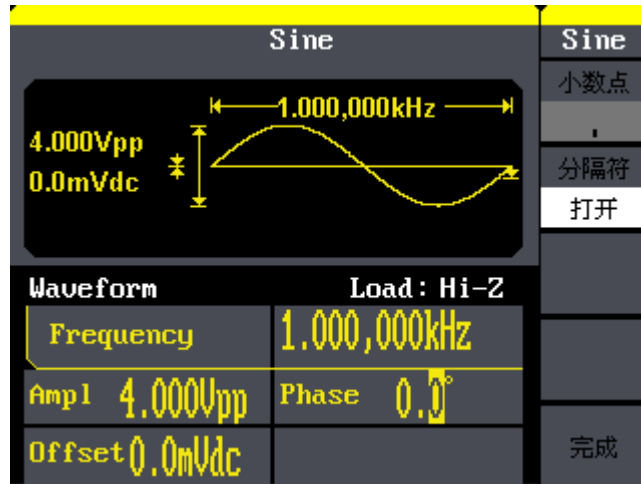 Sine
1.000,000kHz
4.000Vpp
0.0mVdc
Waveform Load: Hi-Z
Frequency 1.000,000kHz
Ampl 4.000Vpp Phase 0.0°
Offset 0.0mVdc
Sine
小数点
.
分隔符
打开
完成